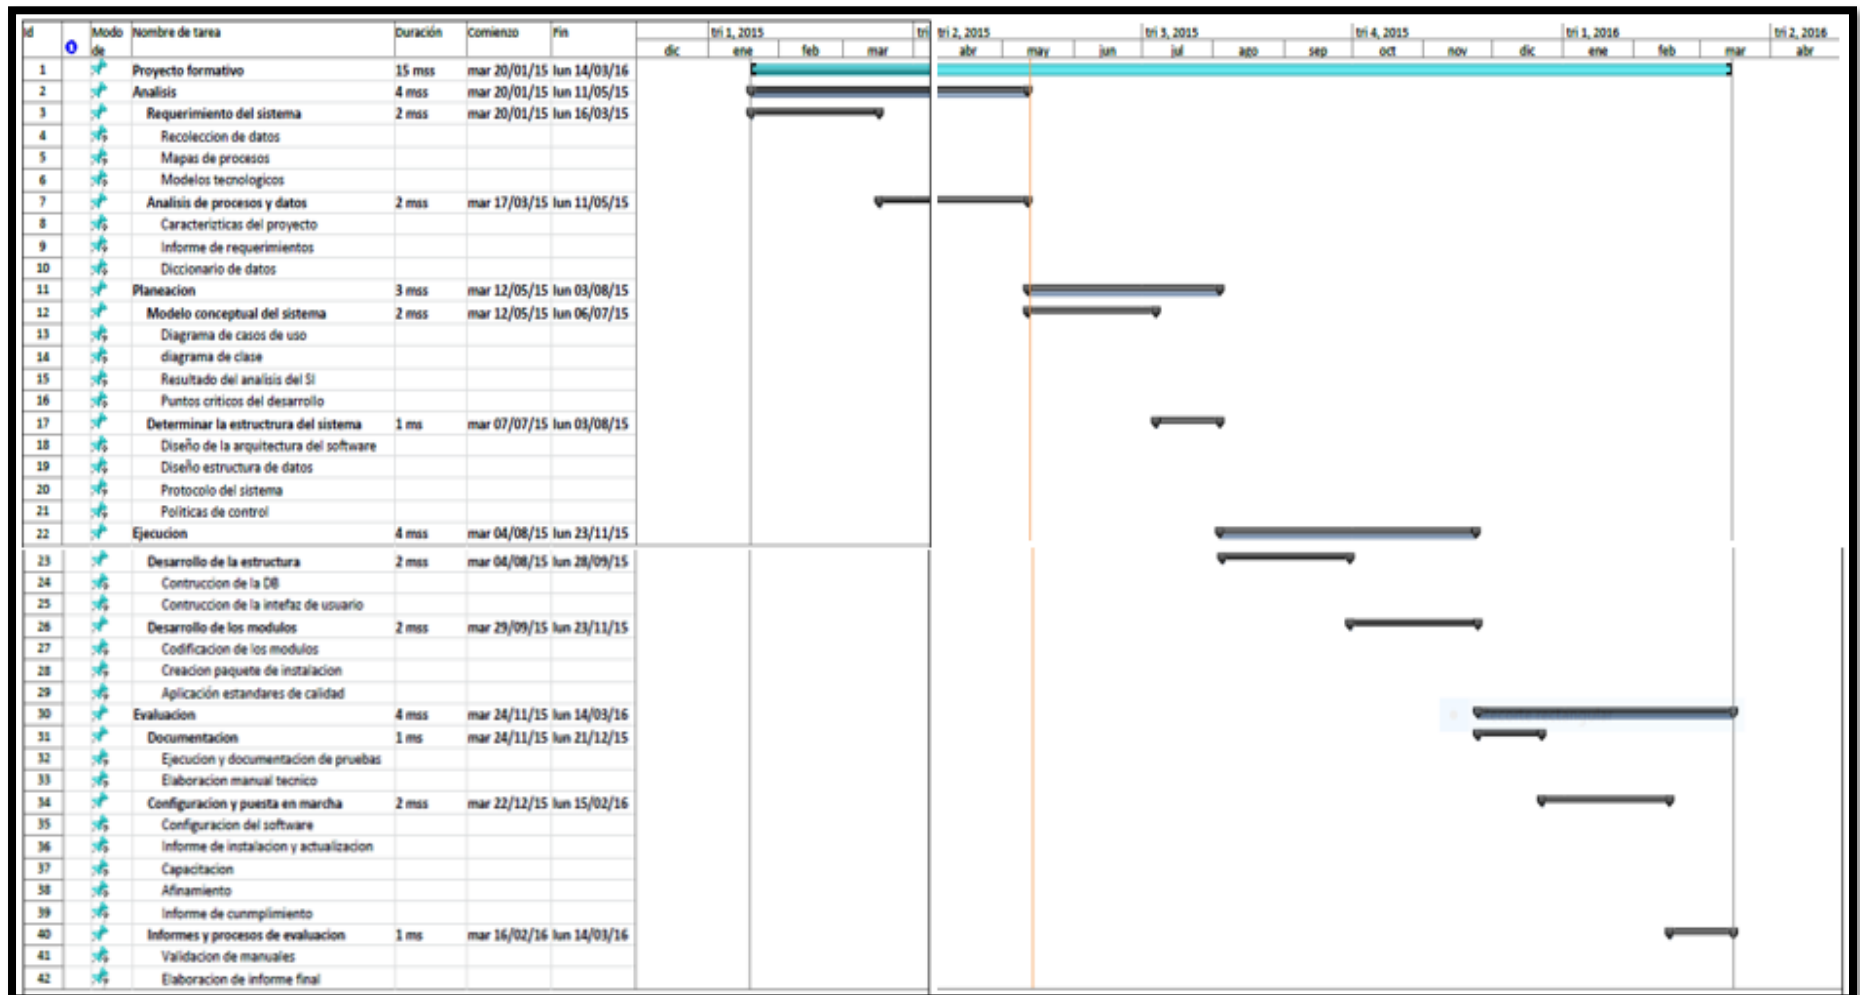 Id Modo de Nombre de tarea Duración Comienzo Fin
tri 1, 2015 tri tri 2, 2015 tri 3, 2015 tri 4, 2015 tri 1, 2016 tri 2, 2016
dic ene feb mar abr may jun jul ago sep oct nov dic ene feb mar abr
1 Proyecto formativo 15 mss mar 20/01/15 lun 14/03/16
2 Analisis 4 mss mar 20/01/15 lun 11/05/15
3 Requerimiento del sistema 2 mss mar 20/01/15 lun 16/03/15
4 Recoleccion de datos
5 Mapas de procesos
6 Modelos tecnologicos
7 Analisis de procesos y datos 2 mss mar 17/03/15 lun 11/05/15
8 Caracterizticas del proyecto
9 Informe de requerimientos
10 Diccionario de datos
11 Planeacion 3 mss mar 12/05/15 lun 03/08/15
12 Modelo conceptual del sistema 2 mss mar 12/05/15 lun 06/07/15
13 Diagrama de casos de uso
14 diagrama de clase
15 Resultado del analisis del SI
16 Puntos criticos del desarrollo
17 Determinar la estructrura del sistema 1 ms mar 07/07/15 lun 03/08/15
18 Diseño de la arquitectura del software
19 Diseño estructura de datos
20 Protocolo del sistema
21 Politicas de control
22 Ejecucion 4 mss mar 04/08/15 lun 23/11/15
23 Desarrollo de la estructura 2 mss mar 04/08/15 lun 28/09/15
24 Contruccion de la DB
25 Contruccion de la intefaz de usuario
26 Desarrollo de los modulos 2 mss mar 29/09/15 lun 23/11/15
27 Codificacion de los modulos
28 Creacion paquete de instalacion
29 Aplicación estandares de calidad
30 Evaluacion 4 mss mar 24/11/15 lun 14/03/16
31 Documentacion 1 ms mar 24/11/15 lun 21/12/15
32 Ejecucion y documentacion de pruebas
33 Elaboracion manual tecnico
34 Configuracion y puesta en marcha 2 mss mar 22/12/15 lun 15/02/16
35 Configuracion del software
36 Informe de instalacion y actualizacion
37 Capacitacion
38 Afinamiento
39 Informe de cunmplimiento
40 Informes y procesos de evaluacion 1 ms mar 16/02/16 lun 14/03/16
41 Validacion de manuales
42 Elaboracion de informe final